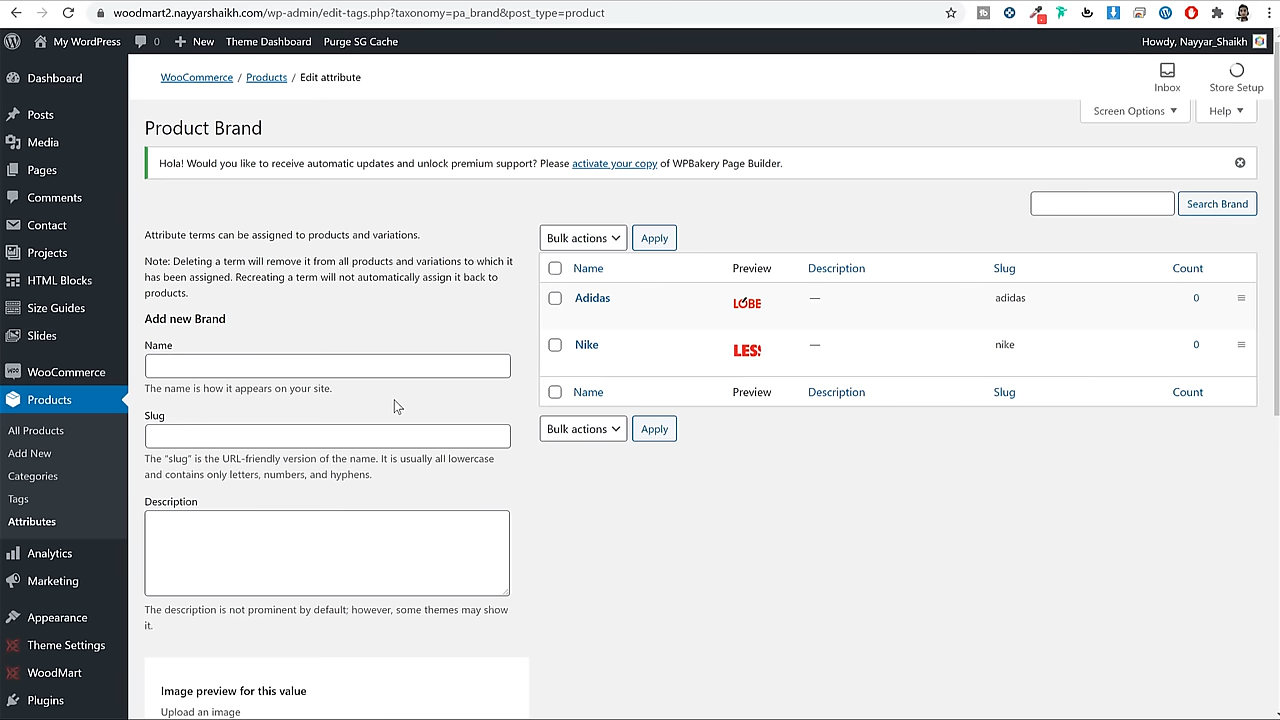 woodmart2.nayyarshaikh.com/wp-admin/edit-tags.php?taxonomy=pa_brand&post_type=product
My WordPress 0 New Theme Dashboard Purge SG Cache Howdy, Nayyar_Shaikh
Dashboard
Posts
Media
Pages
Comments
Contact
Projects
HTML Blocks
Size Guides
Slides
WooCommerce
Products
All Products
Add New
Categories
Tags
Attributes
Analytics
Marketing
Appearance
Theme Settings
WoodMart
Plugins
WooCommerce / Products / Edit attribute
Inbox
Store Setup
Screen Options Help
Product Brand
Hola! Would you like to receive automatic updates and unlock premium support? Please activate your copy of WPBakery Page Builder.
Search Brand
Attribute terms can be assigned to products and variations.
Note: Deleting a term will remove it from all products and variations to which it
has been assigned. Recreating a term will not automatically assign it back to
products.
Add new Brand
Name
The name is how it appears on your site.
Slug
The “slug” is the URL-friendly version of the name. It is usually all lowercase
and contains only letters, numbers, and hyphens.
Description
The description is not prominent by default; however, some themes may show
it.
Image preview for this value
Upload an image
Bulk actions Apply
Name Preview Description Slug Count
Adidas LOBE — adidas 0
Nike LES — nike 0
Name Preview Description Slug Count
Bulk actions Apply